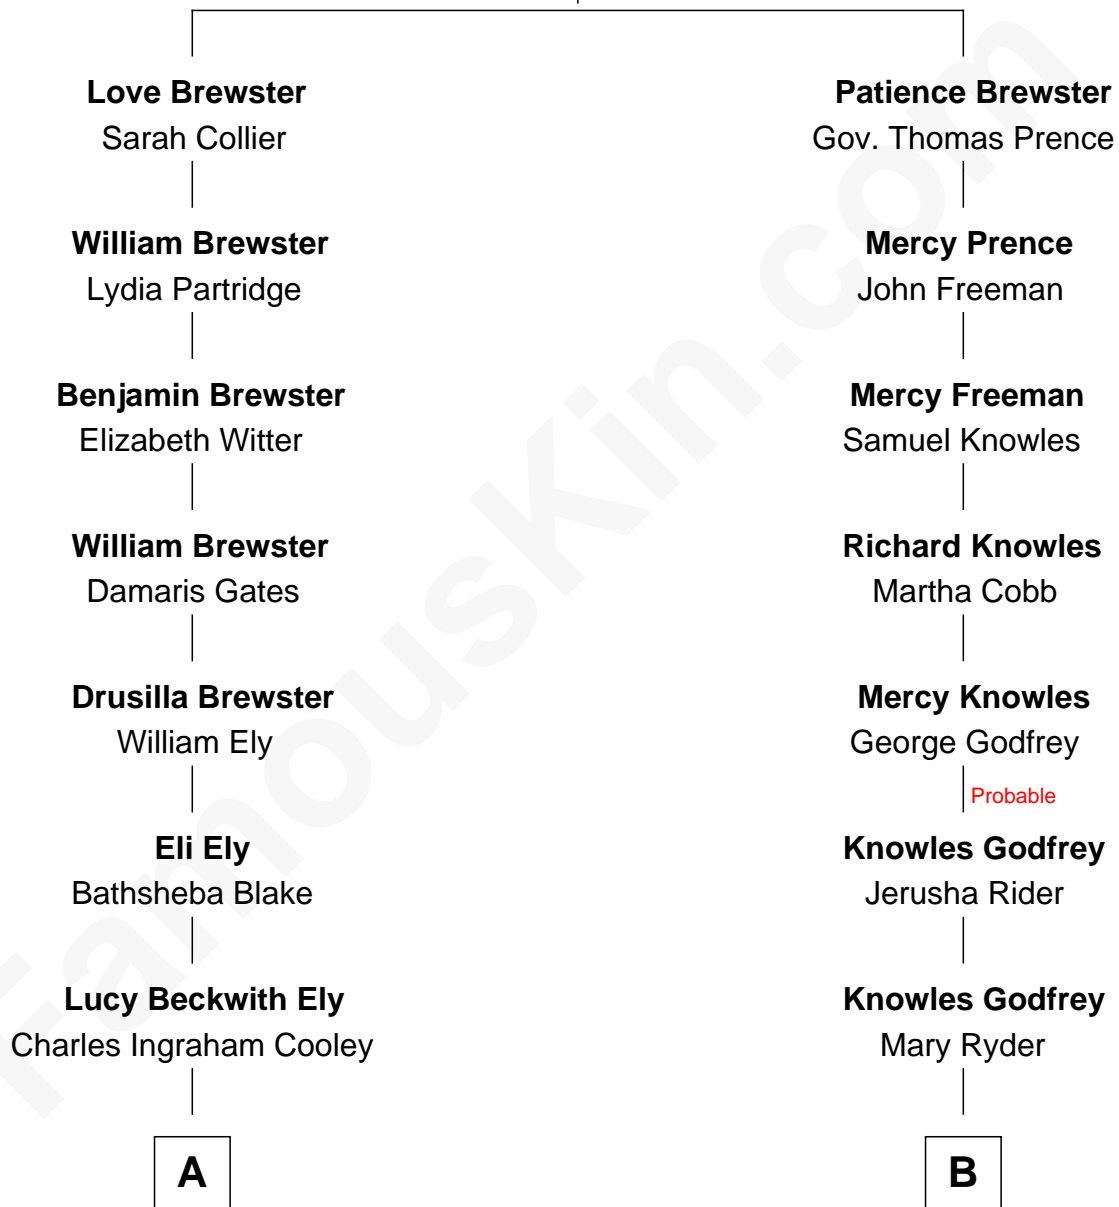 Love Brewster
Sarah Collier
Patience Brewster
Gov. Thomas Prence
William Brewster
Lydia Partridge
Mercy Prence
John Freeman
Benjamin Brewster
Elizabeth Witter
Mercy Freeman
Samuel Knowles
William Brewster
Damaris Gates
Richard Knowles
Martha Cobb
Drusilla Brewster
William Ely
Mercy Knowles
George Godfrey
Probable
Eli Ely
Bathsheba Blake
Knowles Godfrey
Jerusha Rider
Lucy Beckwith Ely
Charles Ingraham Cooley
Knowles Godfrey
Mary Ryder
A
B
FamousKin.com